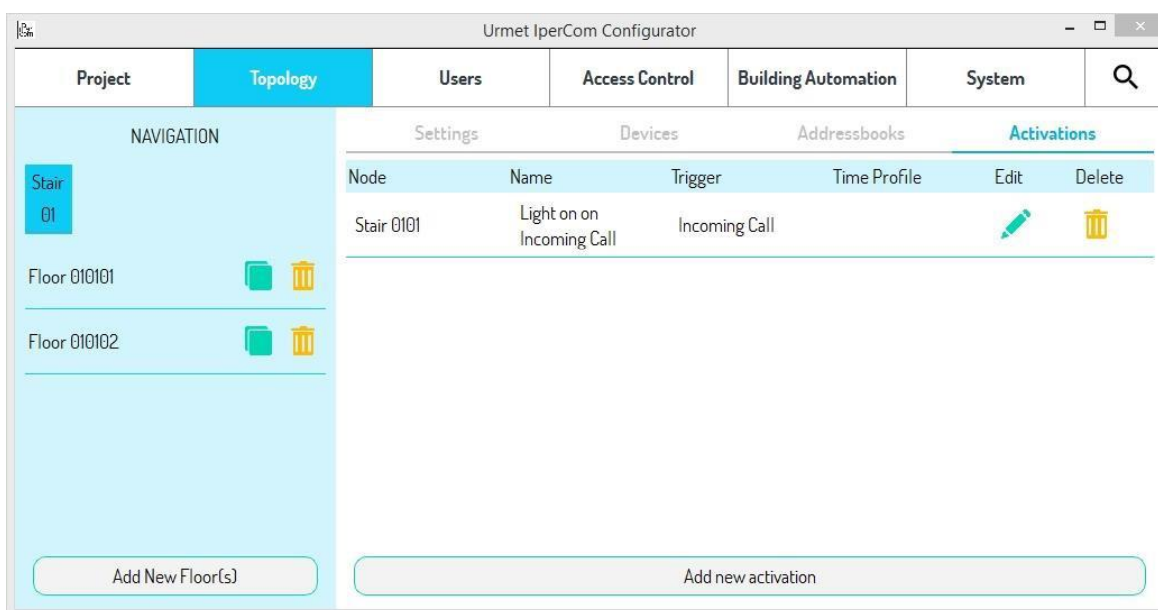 Urmet IperCom Configurator
Project Topology Users Access Control Building Automation System
NAVIGATION
Settings Devices Addressbooks Activations
Stair
01
Node Name Trigger Time Profile Edit Delete
Stair 0101 Light on on Incoming Call
Incoming Call
Floor 010101
Floor 010102
Add New Floor(s)
Add new activation